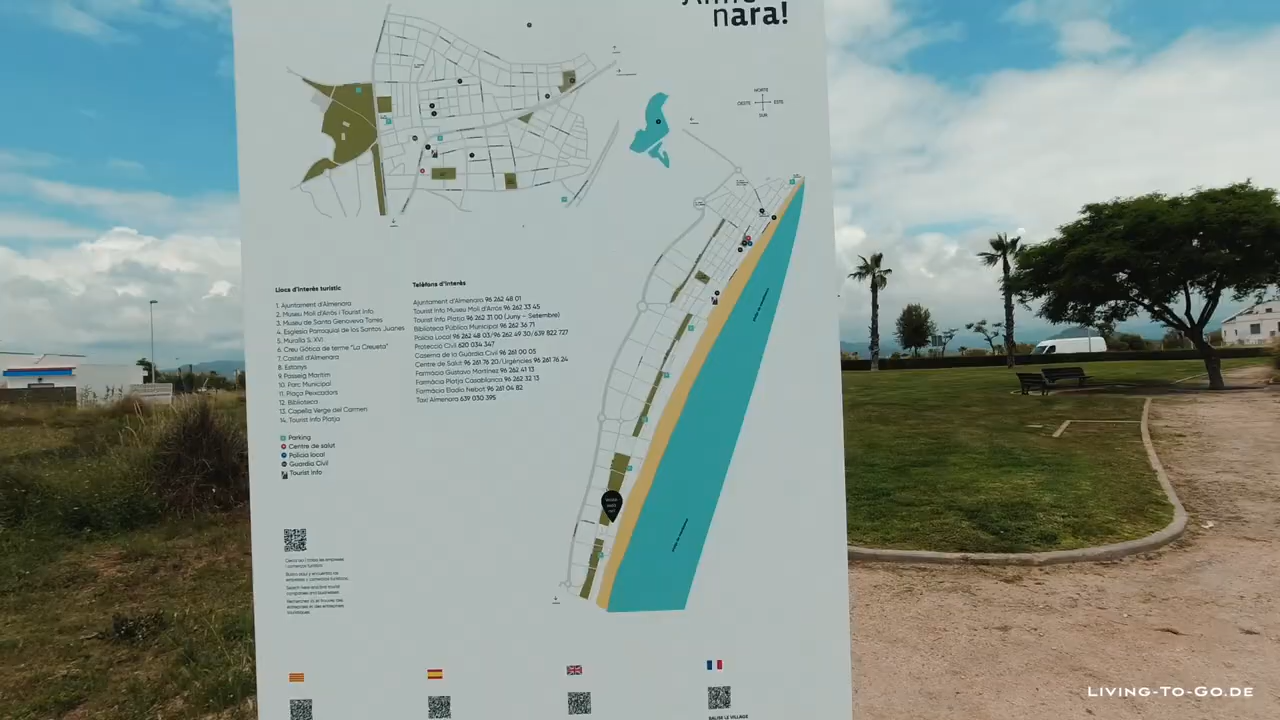 nara!
NORTE
OESTE ESTE
SUR
Llocs d'interès turístic
1. Ajuntament d'Almenara
2. Museu Molí d'Arròs i Tourist Info
3. Museu de Santa Genoveva Torres
4. Església Parroquial de los Santos Juanes
5. Muralla S. XVI
6. Creu Gòtica de terme "La Creueta"
7. Castell d'Almenara
8. Estanys
9. Passeig Marítim
10. Parc Municipal
11. Plaça Peixcadors
12. Biblioteca
13. Capella Verge del Carmen
14. Tourist Info Platja
Parking
Centre de salut
Policia local
Guardia Civil
Tourist Info
Telèfons d'interès
Ajuntament d'Almenara 96 262 48 01
Tourist Info Museu Molí d'Arròs 96 262 33 45
Tourist Info Platja 96 262 31 00 (Juny – Setembre)
Biblioteca Pública Municipal 96 262 36 71
Policia Local 96 262 48 03/96 262 49 30/639 822 727
Protecció Civil 620 034 347
Caserna de la Guàrdia Civil 96 261 00 05
Centre de Salut 96 261 76 20/Urgències 96 261 76 24
Farmàcia Gustavo Martínez 96 262 41 13
Farmàcia Platja Casablanca 96 262 32 13
Farmàcia Eladio Nebot 96 261 04 82
Taxi Almenara 639 030 395
BALISE LE VILLAGE
LIVING-TO-GO.DE